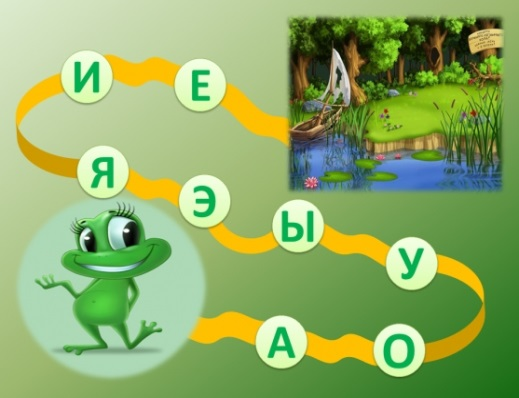 И Е
Я Э Ы У
А О